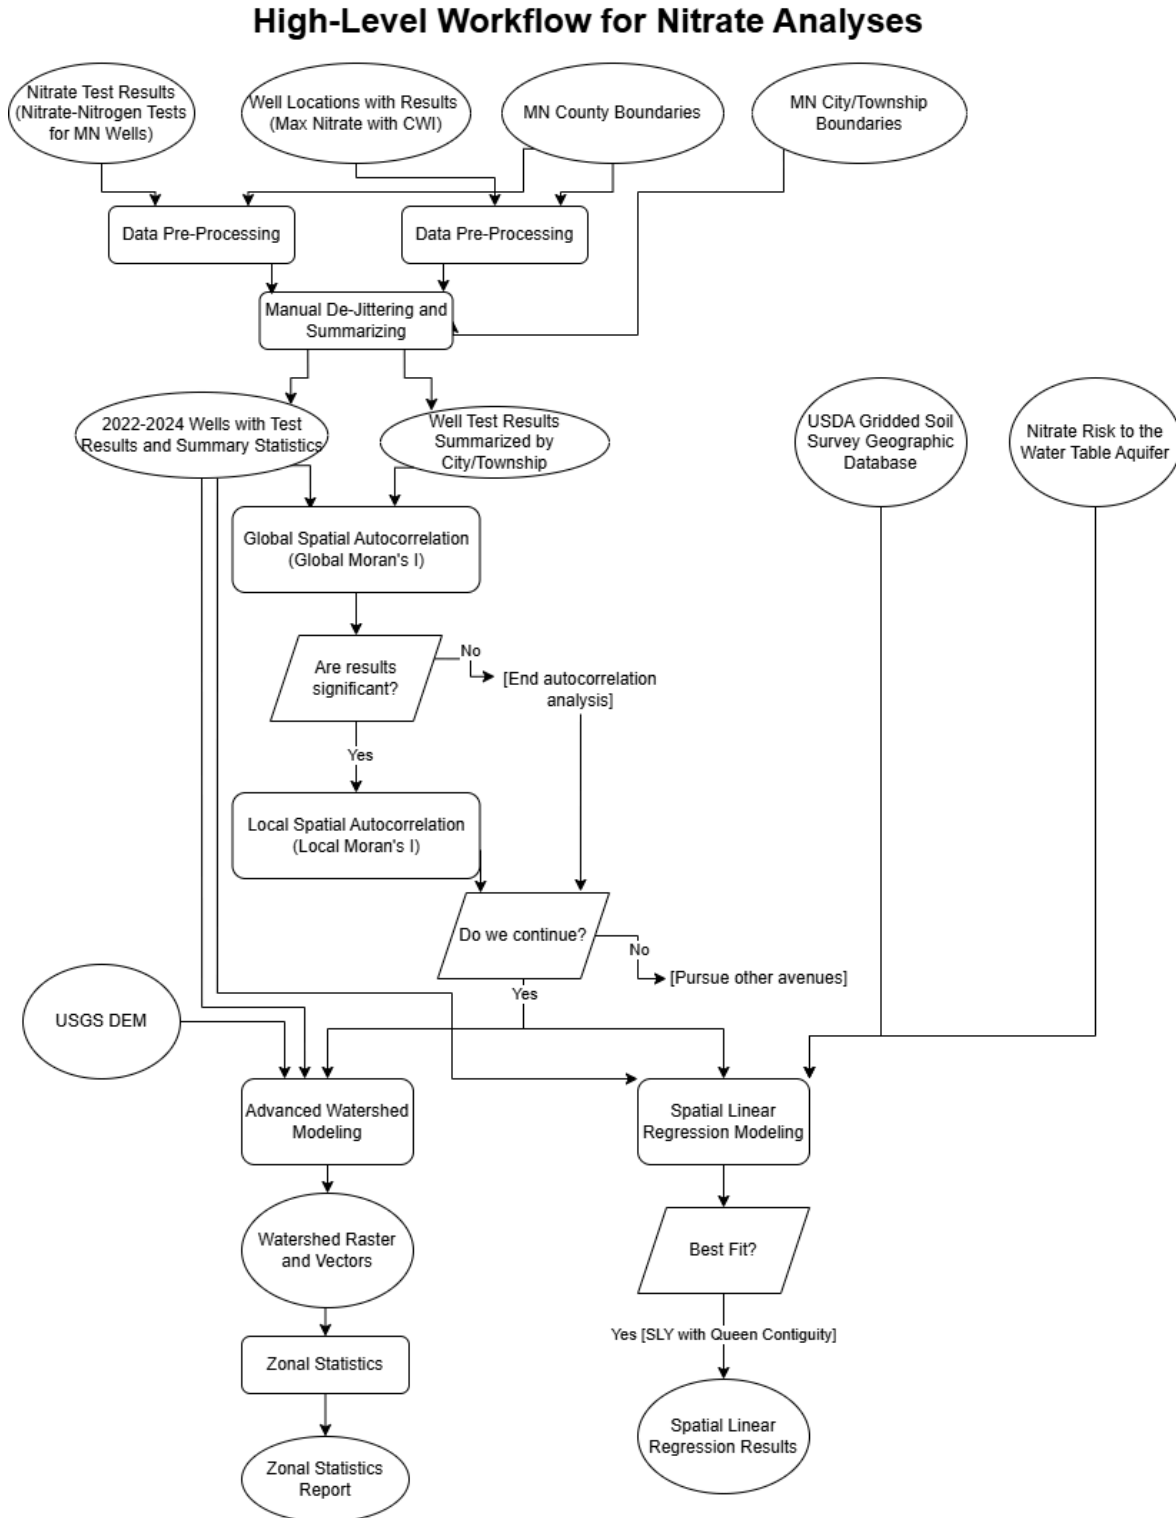 High-Level Workflow for Nitrate Analyses
Nitrate Test Results
(Nitrate-Nitrogen Tests
for MN Wells)
Well Locations with Results
(Max Nitrate with CWI)
MN County Boundaries
MN City/Township
Boundaries
Data Pre-Processing
Data Pre-Processing
Manual De-Jittering and
Summarizing
2022-2024 Wells with Test
Results and Summary Statistics
Well Test Results
Summarized by
City/Township
USDA Gridded Soil
Survey Geographic
Database
Nitrate Risk to the
Water Table Aquifer
Global Spatial Autocorrelation
(Global Moran's I)
Are results
significant?
No
[End autocorrelation
analysis]
Yes
Local Spatial Autocorrelation
(Local Moran's I)
Do we continue?
No
[Pursue other avenues]
Yes
USGS DEM
Advanced Watershed
Modeling
Spatial Linear
Regression Modeling
Watershed Raster
and Vectors
Best Fit?
Yes [SLY with Queen Contiguity]
Zonal Statistics
Spatial Linear
Regression Results
Zonal Statistics
Report